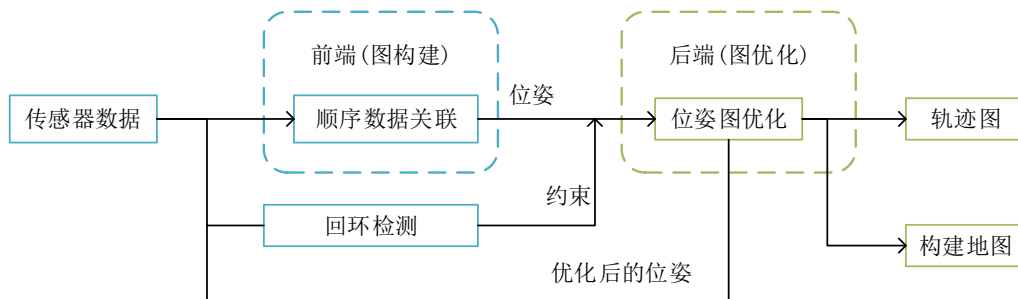 前端(图构建)
后端(图优化)
位姿
传感器数据
顺序数据关联
位姿图优化
轨迹图
约束
回环检测
构建地图
优化后的位姿